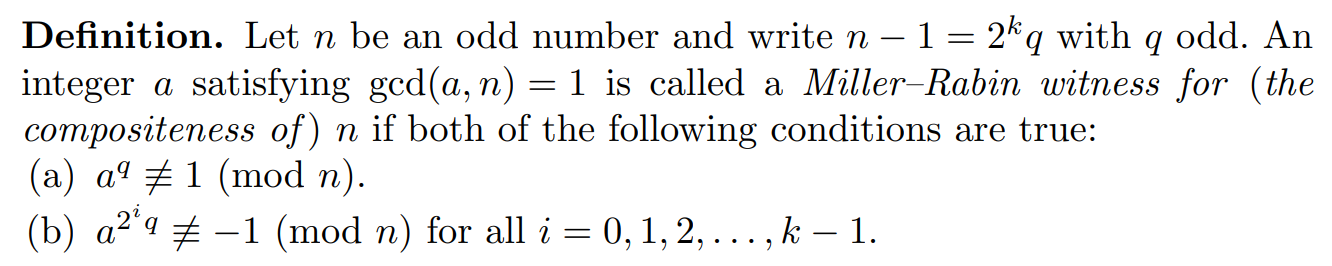 Definition. Let n be an odd number and write n − 1 = 2^k q with q odd. An
integer a satisfying gcd(a, n) = 1 is called a Miller–Rabin witness for (the
compositeness of) n if both of the following conditions are true:
(a) a^q ≢ 1 (mod n).
(b) a^{2^i q} ≢ −1 (mod n) for all i = 0, 1, 2, . . . , k − 1.